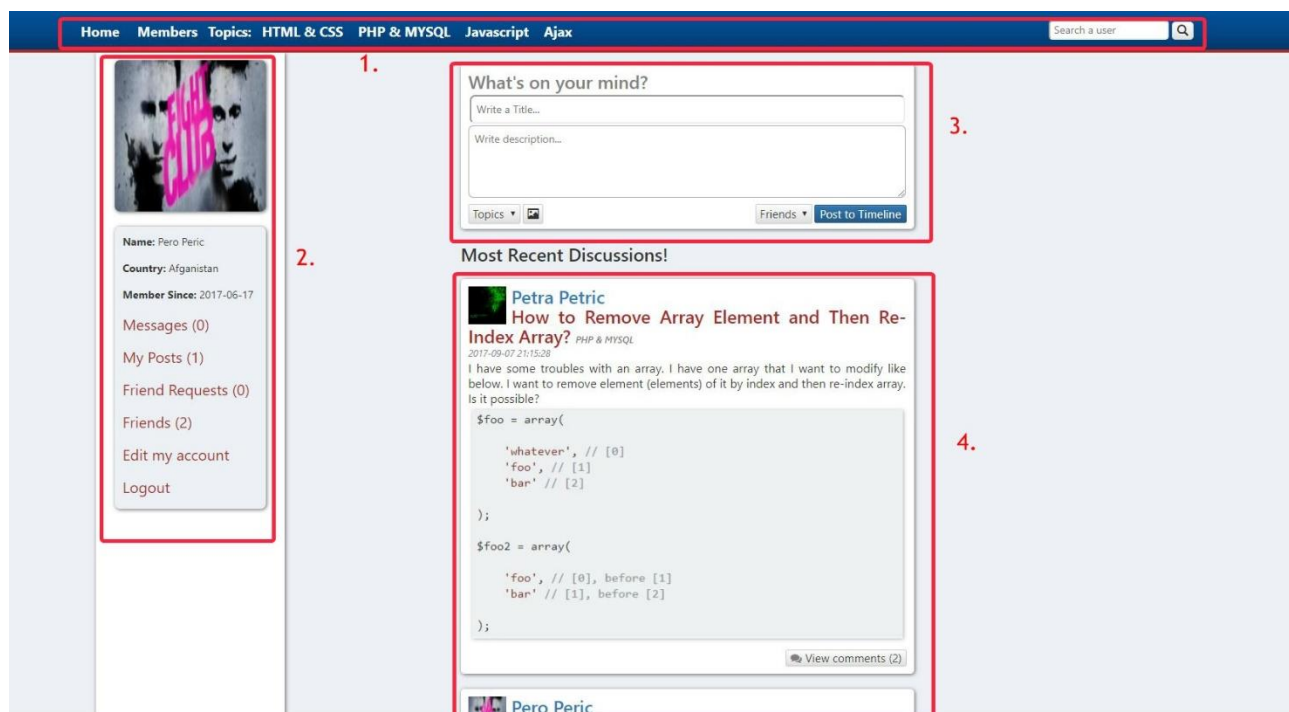 Home Members Topics: HTML & CSS PHP & MYSQL Javascript Ajax
Search a user
1.
FIGHT
CLUB
Name: Pero Peric
Country: Afganistan
Member Since: 2017-06-17
Messages (0)
My Posts (1)
Friend Requests (0)
Friends (2)
Edit my account
Logout
2.
What's on your mind?
Write a Title...
Write description...
Topics
Friends
Post to Timeline
3.
Most Recent Discussions!
Petra Petric
How to Remove Array Element and Then Re-
Index Array? PHP & MYSQL
2017-09-07 21:15:28
I have some troubles with an array. I have one array that I want to modify like
below. I want to remove element (elements) of it by index and then re-index array.
Is it possible?
$foo = array(
'whatever', // [0]
'foo', // [1]
'bar' // [2]
);
$foo2 = array(
'foo', // [0], before [1]
'bar' // [1], before [2]
);
View comments (2)
4.
Pero Peric